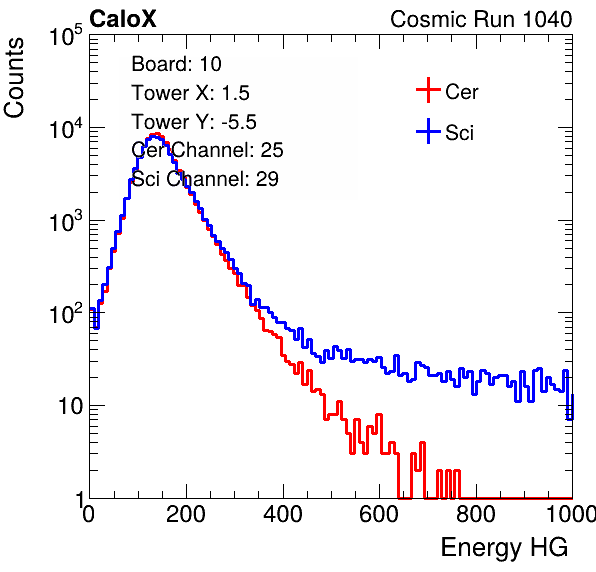 CaloX Cosmic Run 1040
Counts
Board: 10
Tower X: 1.5
Tower Y: -5.5
Cer Channel: 25
Sci Channel: 29
Cer
Sci
10^5
10^4
10^3
10^2
10
1
0 200 400 600 800 1000
Energy HG